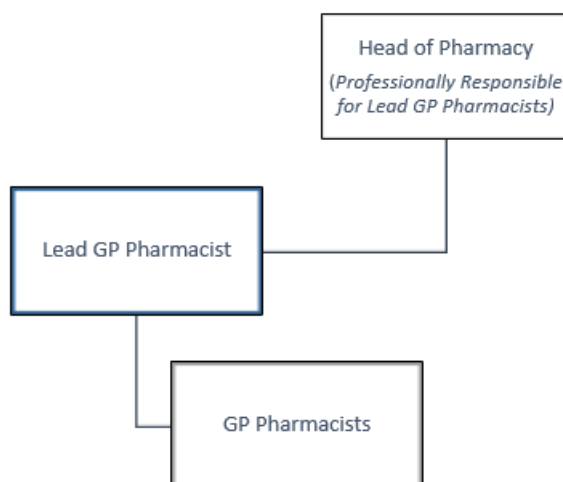 Head of Pharmacy
(Professionally Responsible
for Lead GP Pharmacists)
Lead GP Pharmacist
GP Pharmacists